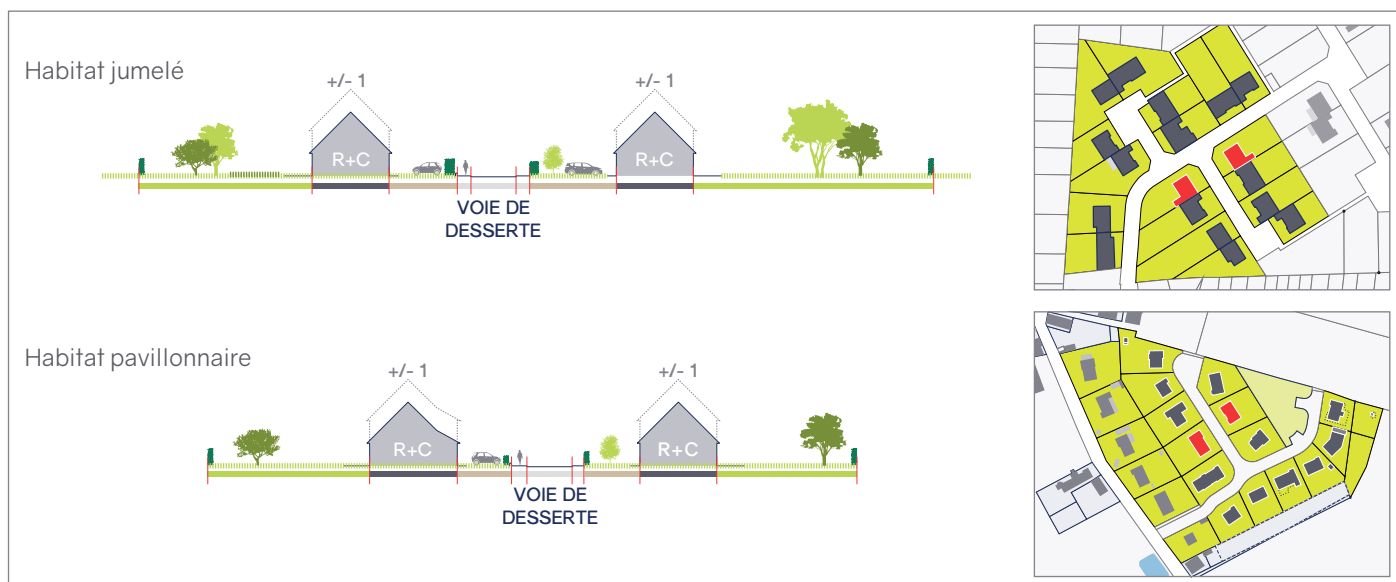 Habitat jumelé
+/- 1
+/- 1
R+C
R+C
VOIE DE
DESSERTE
Habitat pavillonnaire
+/- 1
+/- 1
R+C
R+C
VOIE DE
DESSERTE